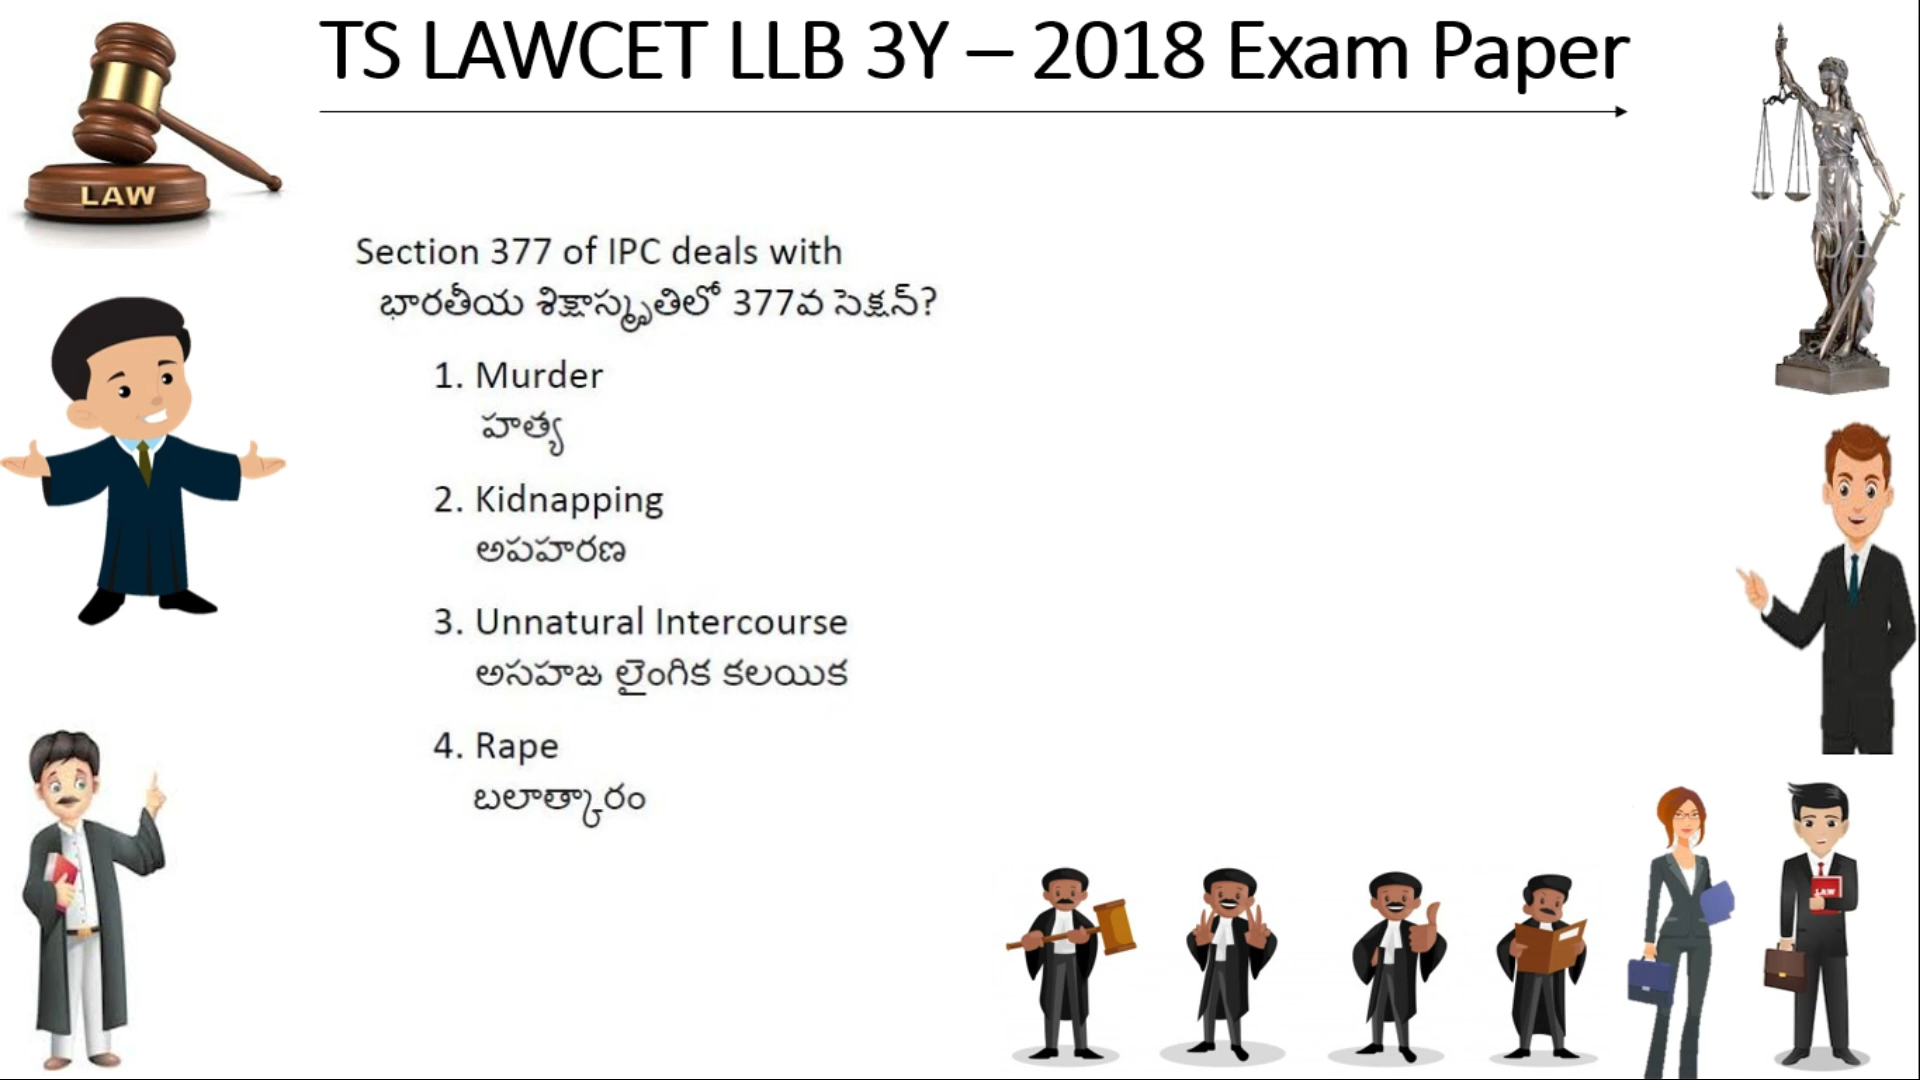 TS LAWCET LLB 3Y – 2018 Exam Paper
LAW
Section 377 of IPC deals with
భారతీయ శిక్షాస్మృతిలో 377వ సెక్షన్?
1. Murder
హత్య
2. Kidnapping
అపహరణ
3. Unnatural Intercourse
అసహజ లైంగిక కలయిక
4. Rape
బలాత్కారం
LAW